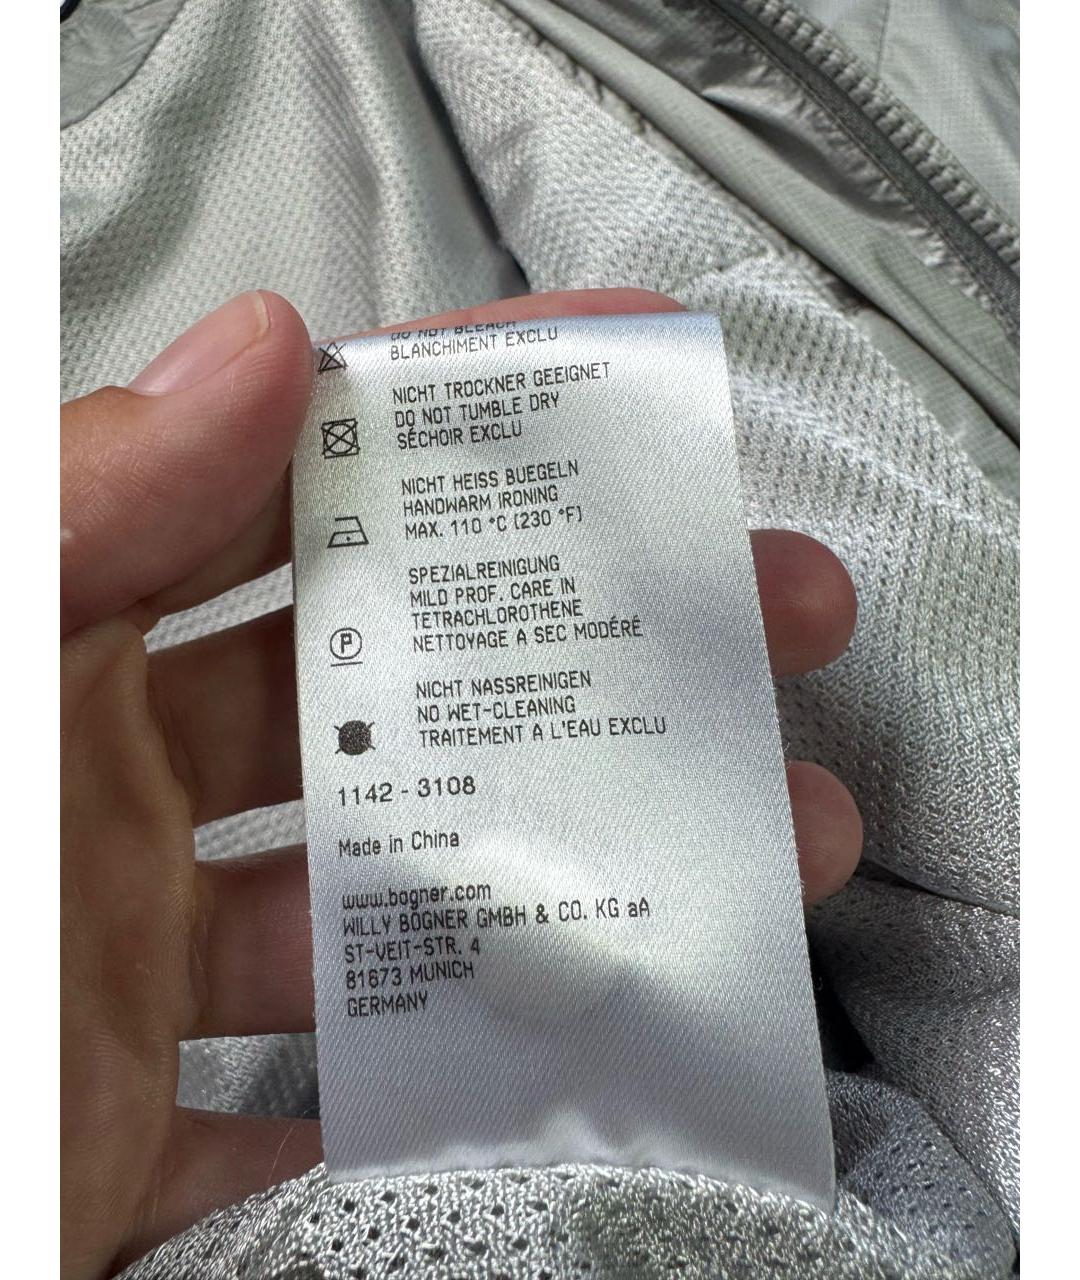 DO NOT BLEACH
BLANCHIMENT EXCLU
NICHT TROCKNER GEEIGNET
DO NOT TUMBLE DRY
SÉCHOIR EXCLU
NICHT HEISS BUEGELN
HANDWARM IRONING
MAX. 110 °C (230 °F)
SPEZIALREINIGUNG
MILD PROF. CARE IN
TETRACHLOROTHENE
NETTOYAGE A SEC MODÉRÉ
P
NICHT NASSREINIGEN
NO WET-CLEANING
TRAITEMENT A L'EAU EXCLU
1142 - 3108
Made in China
www.bogner.com
WILLY BOGNER GMBH & CO. KG aA
ST-VEIT-STR. 4
81673 MUNICH
GERMANY